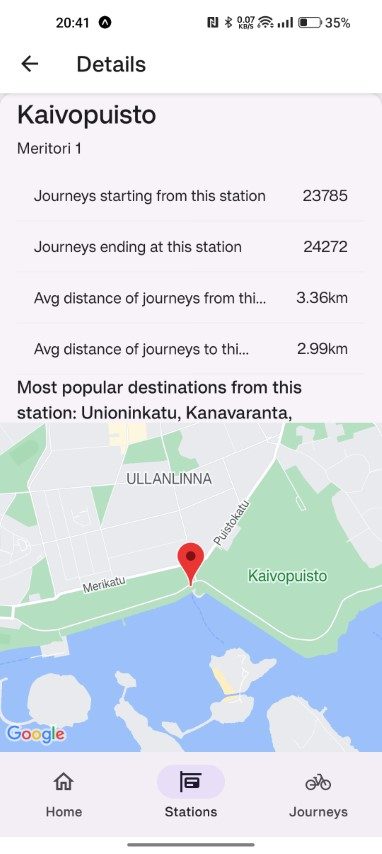 20:41 0.07 KB/S 35%
Details
Kaivopuisto
Meritori 1
Journeys starting from this station 23785
Journeys ending at this station 24272
Avg distance of journeys from thi... 3.36km
Avg distance of journeys to thi... 2.99km
Most popular destinations from this
station: Unioninkatu, Kanavaranta,
ULLANLINNA
Puistokatu
Kaivopuisto
Merikatu
Google
Home Stations Journeys